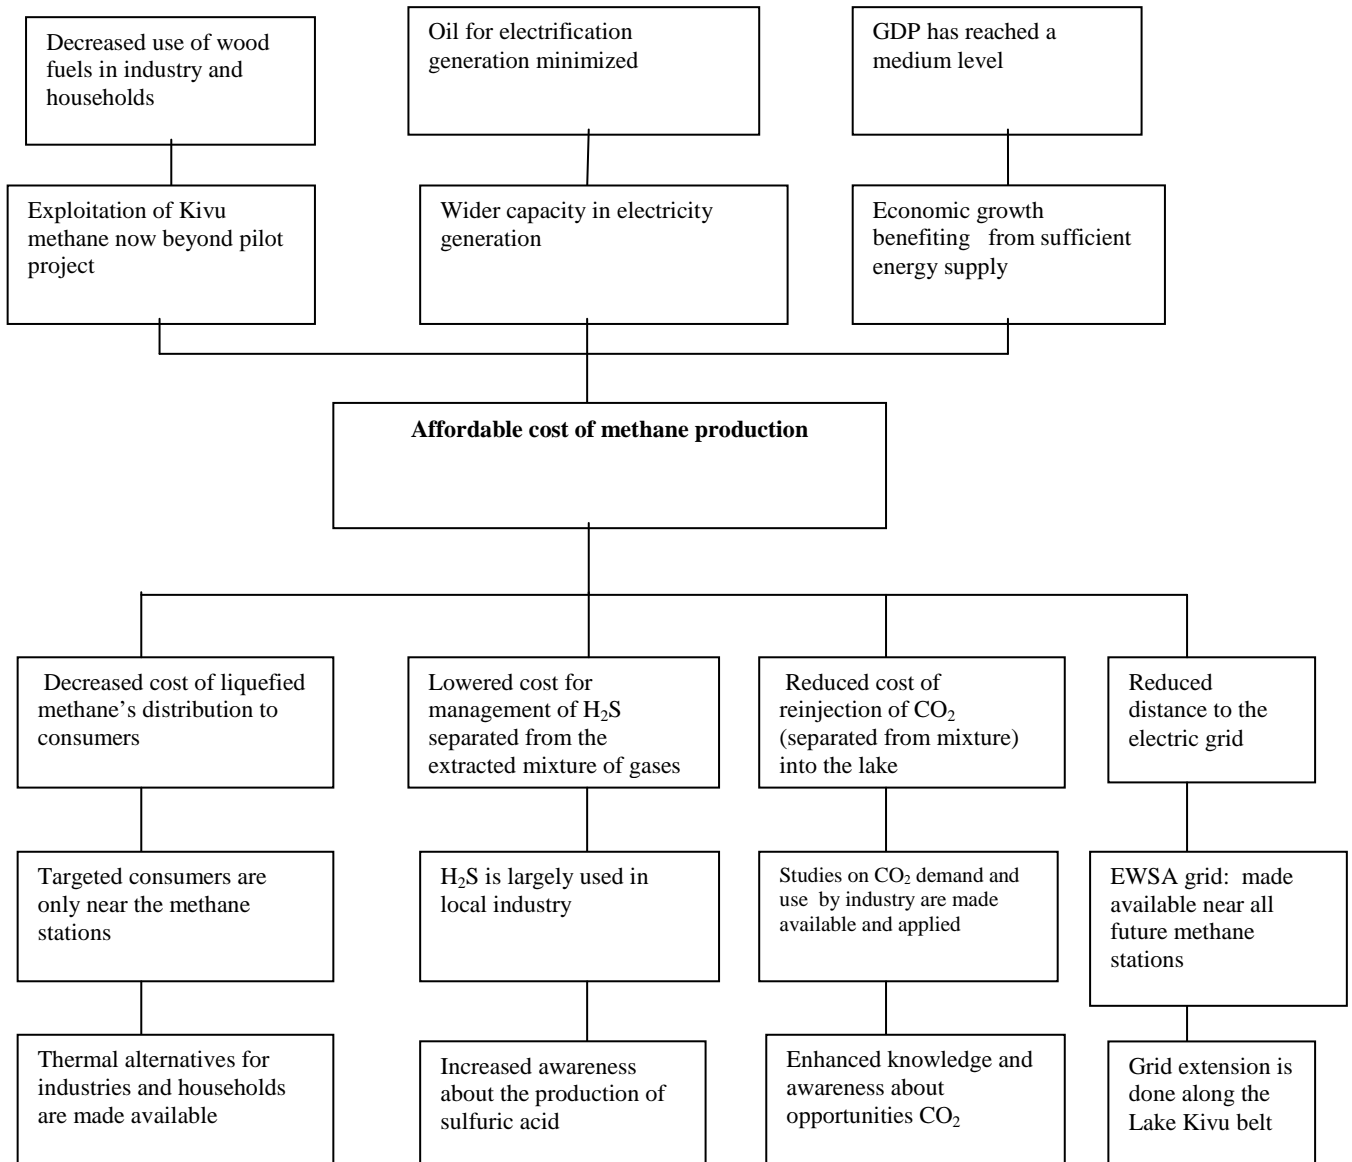 Decreased use of wood
fuels in industry and
households
Oil for electrification
generation minimized
GDP has reached a
medium level
Exploitation of Kivu
methane now beyond pilot
project
Wider capacity in electricity
generation
Economic growth
benefiting from sufficient
energy supply
Affordable cost of methane production
Decreased cost of liquefied
methane’s distribution to
consumers
Lowered cost for
management of H₂S
separated from the
extracted mixture of gases
Reduced cost of
reinjection of CO₂
(separated from mixture)
into the lake
Reduced
distance to the
electric grid
Targeted consumers are
only near the methane
stations
H₂S is largely used in
local industry
Studies on CO₂ demand and
use by industry are made
available and applied
EWSA grid: made
available near all
future methane
stations
Thermal alternatives for
industries and households
are made available
Increased awareness
about the production of
sulfuric acid
Enhanced knowledge and
awareness about
opportunities CO₂
Grid extension is
done along the
Lake Kivu belt